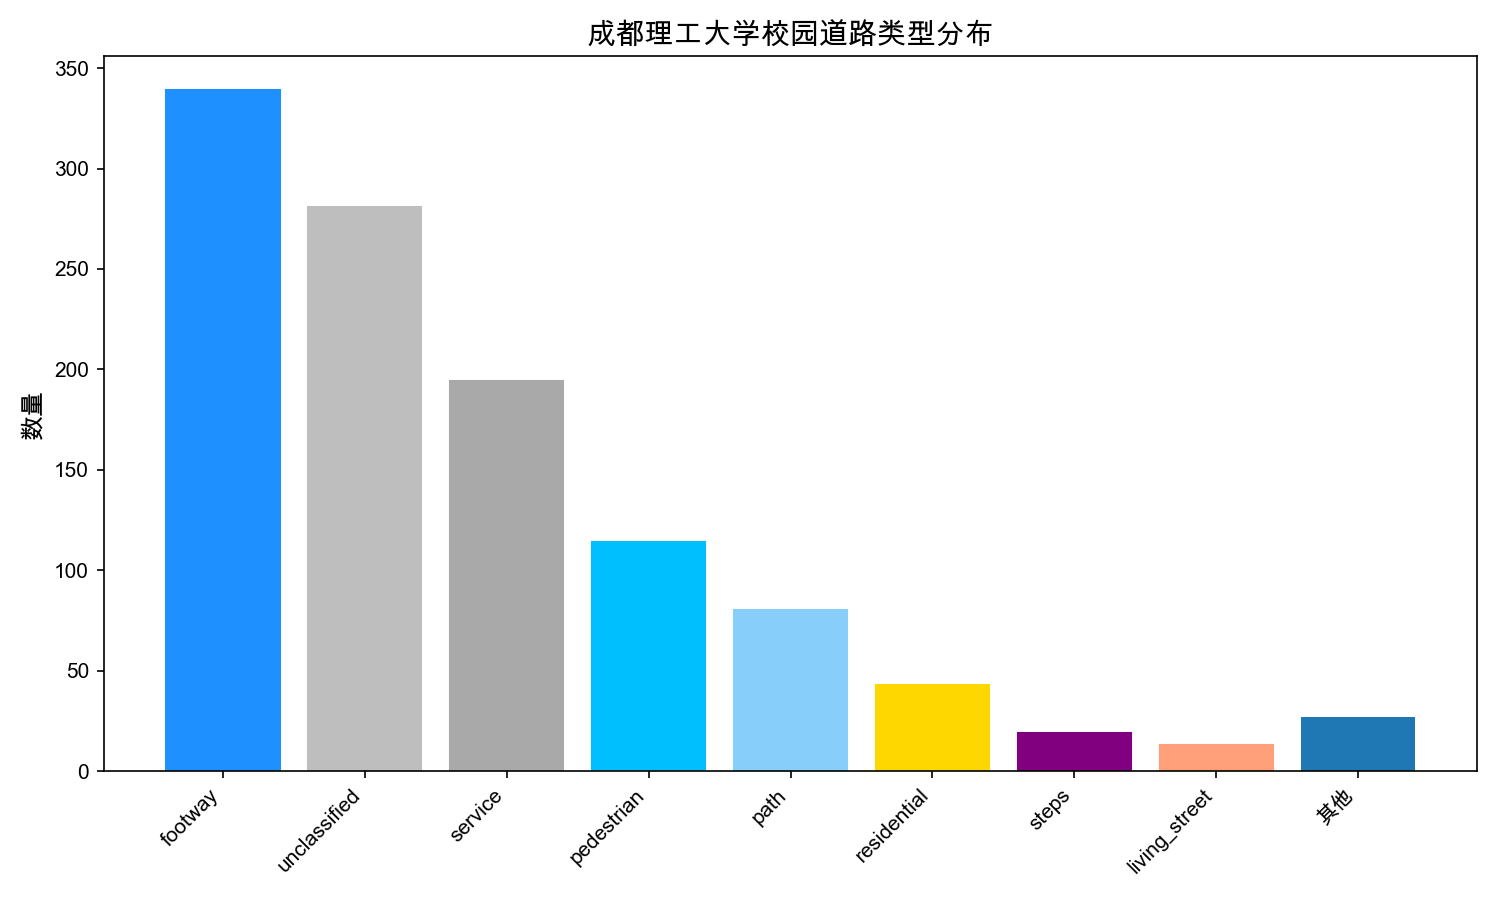 成都理工大学校园道路类型分布
数量
350
300
250
200
150
100
50
0
footway
unclassified
service
pedestrian
path
residential
steps
living_street
其他